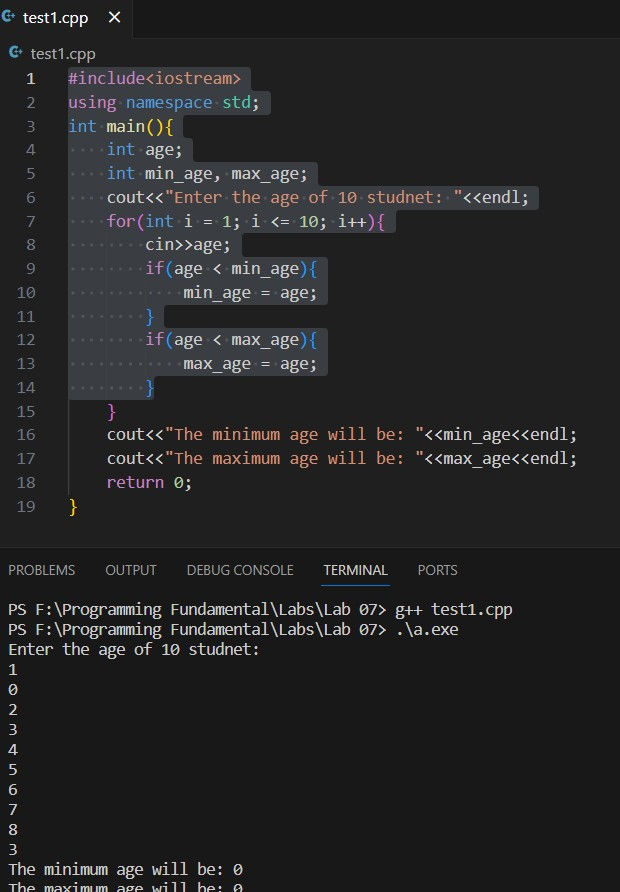 test1.cpp
test1.cpp
1 #include<iostream>
2 using namespace std;
3 int main(){
4     int age;
5     int min_age, max_age;
6     cout<<"Enter the age of 10 studnet: "<<endl;
7     for(int i = 1; i <= 10; i++){
8         cin>>age;
9         if(age < min_age){
10             min_age = age;
11         }
12         if(age < max_age){
13             max_age = age;
14         }
15     }
16     cout<<"The minimum age will be: "<<min_age<<endl;
17     cout<<"The maximum age will be: "<<max_age<<endl;
18     return 0;
19 }
PROBLEMS OUTPUT DEBUG CONSOLE TERMINAL PORTS
PS F:\Programming Fundamental\Labs\Lab 07> g++ test1.cpp
PS F:\Programming Fundamental\Labs\Lab 07> .\a.exe
Enter the age of 10 studnet:
1
0
2
3
4
5
6
7
8
3
The minimum age will be: 0
The maximum age will be: 0